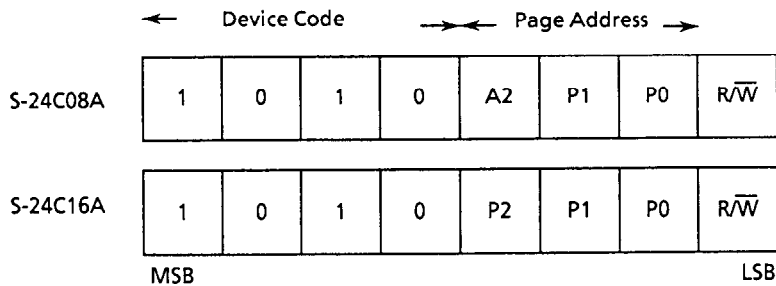 Device Code Page Address
S-24C08A 1 0 1 0 A2 P1 P0 R/W̅
S-24C16A 1 0 1 0 P2 P1 P0 R/W̅
MSB LSB